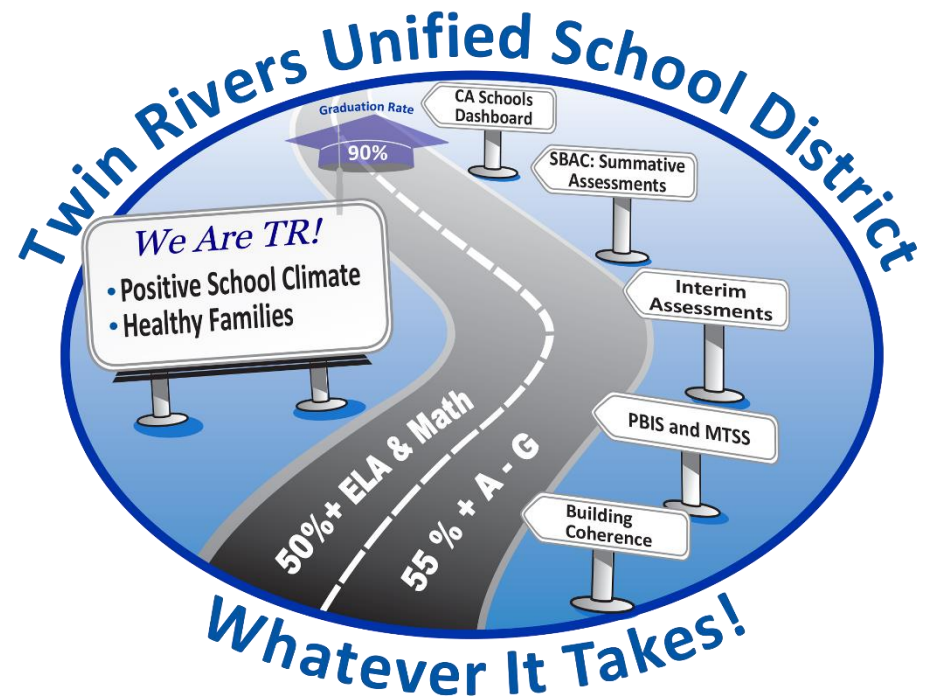 Twin Rivers Unified School District
Graduation Rate
90%
CA Schools
Dashboard
SBAC: Summative
Assessments
We Are TR!
• Positive School Climate
• Healthy Families
Interim
Assessments
PBIS and MTSS
Building
Coherence
50%+ ELA & Math
55 % + A - G
Whatever It Takes!